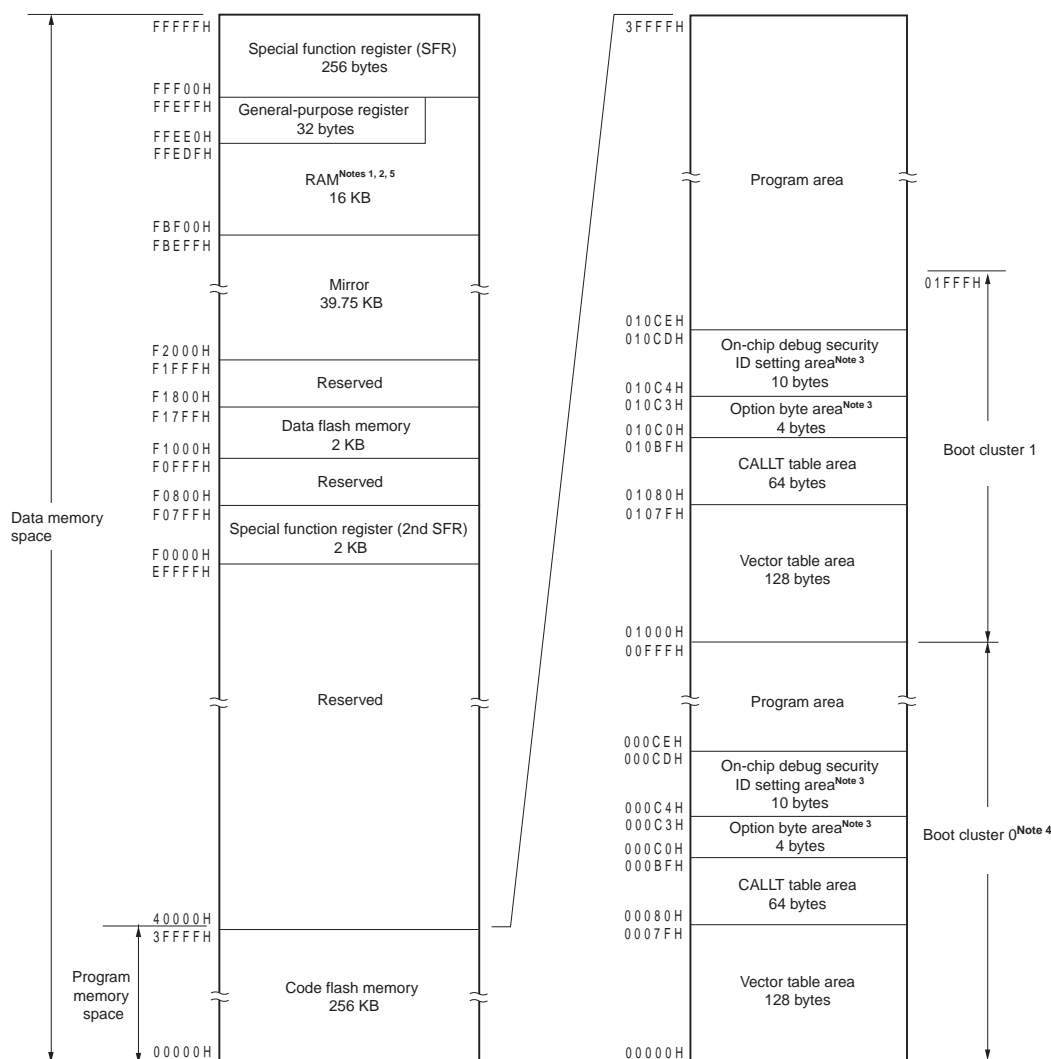 FFFFFH
Special function register (SFR)
256 bytes
FFF00H
FFEFFH
General-purpose register
32 bytes
FFEE0H
FFEDFH
RAMNotes 1, 2, 5
16 KB
FBF00H
FBEFFH
Mirror
39.75 KB
F2000H
F1FFFH
Reserved
F1800H
F17FFH
Data flash memory
2 KB
F1000H
F0FFFH
Reserved
F0800H
F07FFH
Special function register (2nd SFR)
2 KB
F0000H
EFFFFH
Data memory
space
Reserved
40000H
3FFFFH
Program
memory
space
Code flash memory
256 KB
00000H
3FFFFH
Program area
01FFFH
010CEH
010CDH
On-chip debug security
ID setting areaNote 3
10 bytes
010C4H
010C3H
Option byte areaNote 3
4 bytes
010C0H
010BFH
Boot cluster 1
CALLT table area
64 bytes
01080H
0107FH
Vector table area
128 bytes
01000H
00FFFH
Program area
000CEH
000CDH
On-chip debug security
ID setting areaNote 3
10 bytes
000C4H
000C3H
Option byte areaNote 3
4 bytes
000C0H
000BFH
Boot cluster 0Note 4
CALLT table area
64 bytes
00080H
0007FH
Vector table area
128 bytes
00000H